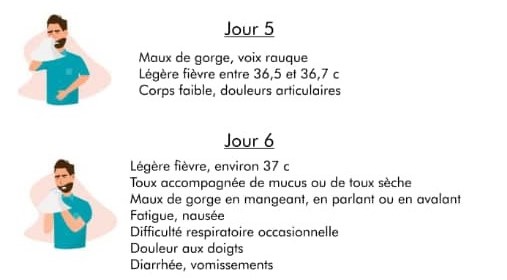 Jour 5
Maux de gorge, voix rauque
Légère fièvre entre 36,5 et 36,7 c
Corps faible, douleurs articulaires
Jour 6
Légère fièvre, environ 37 c
Toux accompagnée de mucus ou de toux sèche
Maux de gorge en mangeant, en parlant ou en avalant
Fatigue, nausée
Difficulté respiratoire occasionnelle
Douleur aux doigts
Diarrhée, vomissements